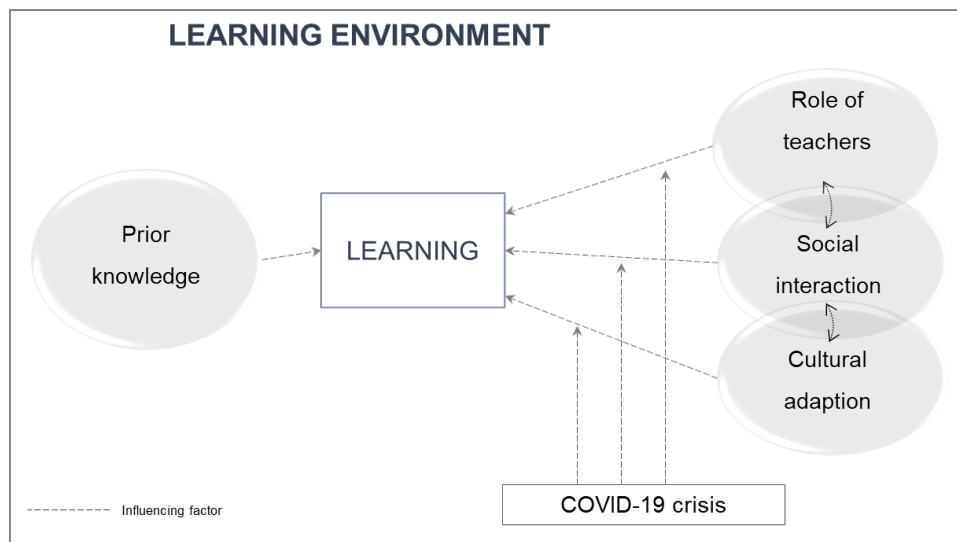 LEARNING ENVIRONMENT
Role of
teachers
Prior
knowledge
LEARNING
Social
interaction
Cultural
adaption
COVID-19 crisis
Influencing factor